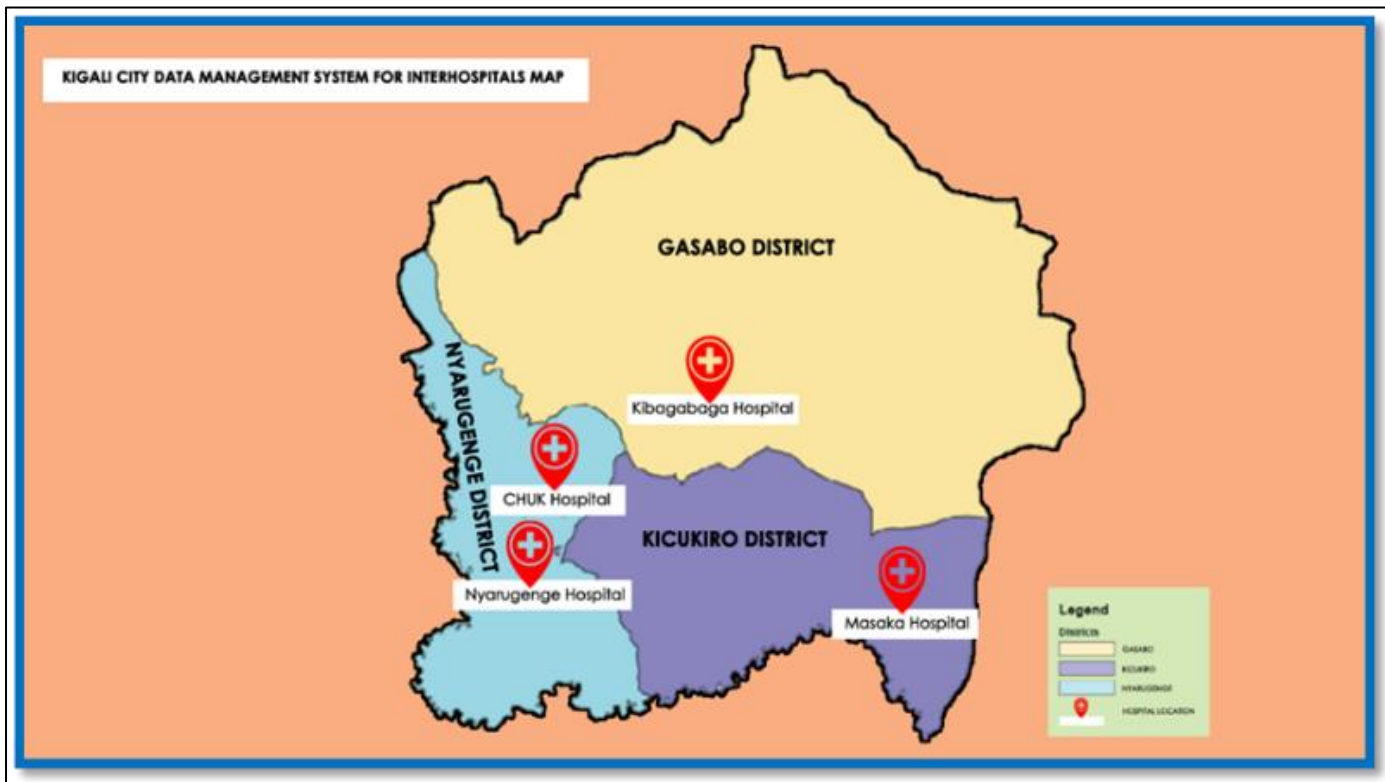 KIGALI CITY DATA MANAGEMENT SYSTEM FOR INTERHOSPITALS MAP
GASABO DISTRICT
NYARUGENGE DISTRICT
Kibagabaga Hospital
CHUK Hospital
KICUKIRO DISTRICT
Nyarugenge Hospital
Masaka Hospital
Legend
Districts
GASABO
KICUKIRO
NYARUGENGE
HOSPITAL LOCATION